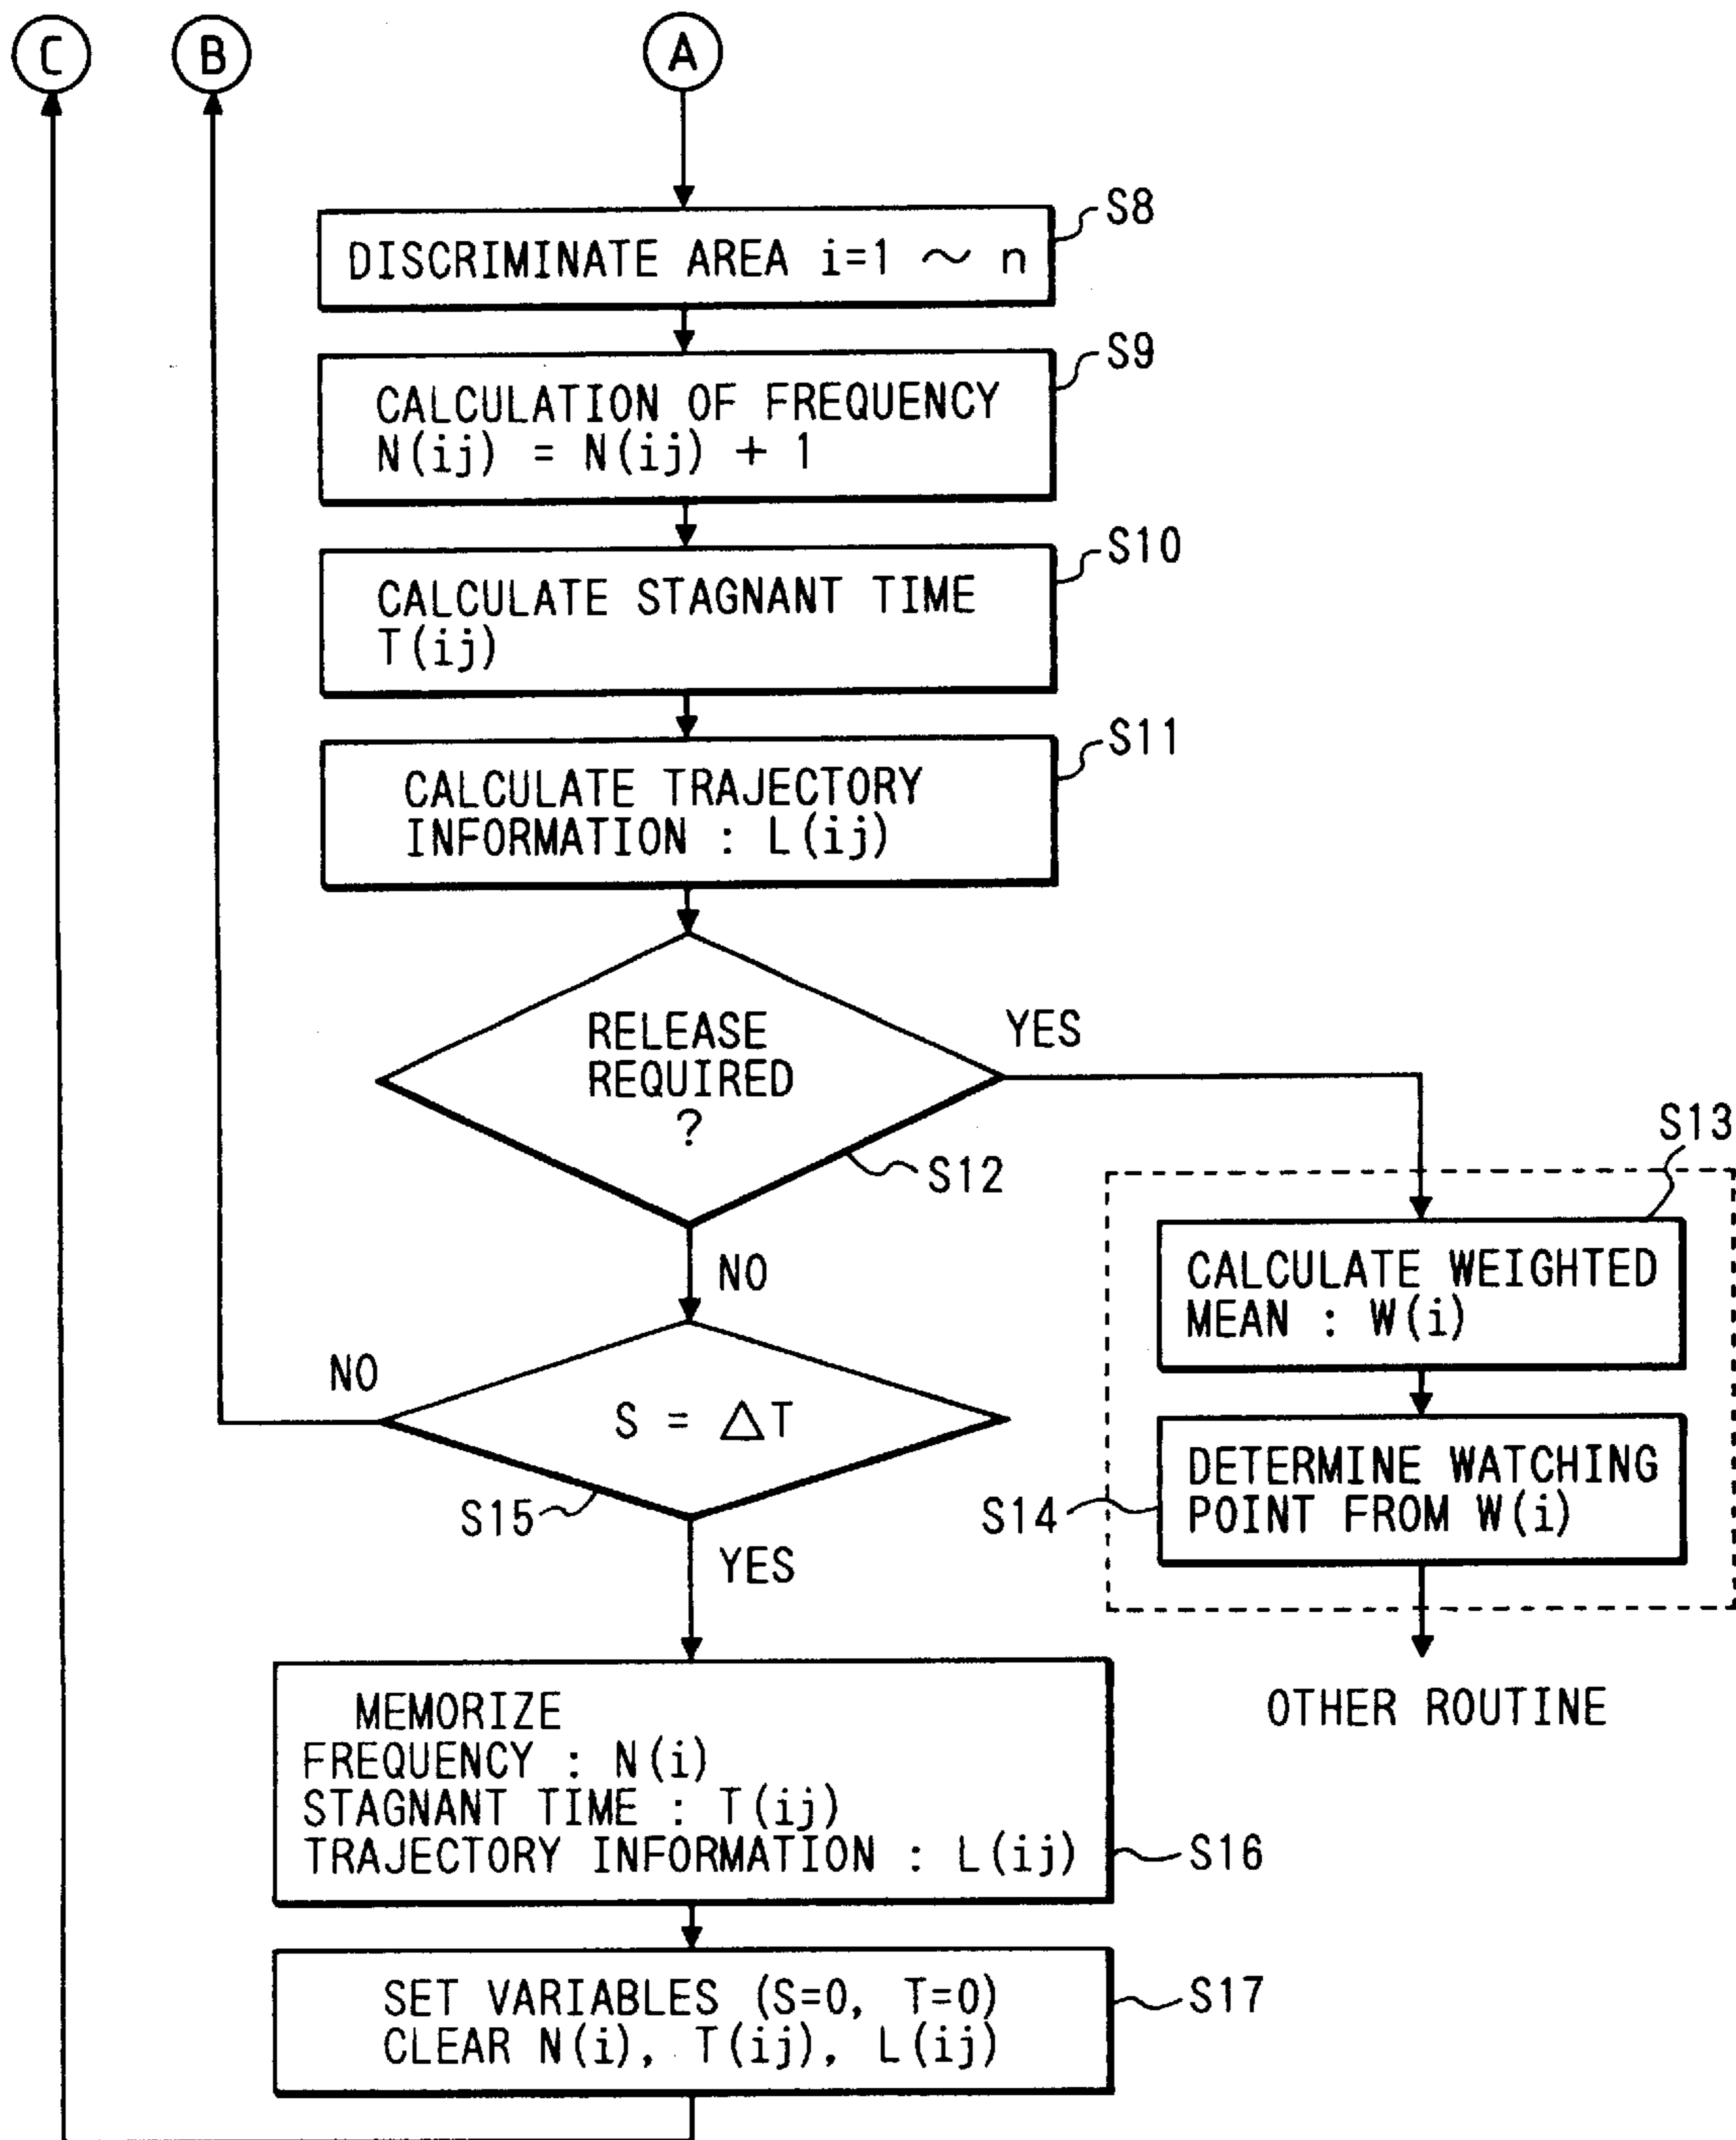 C
B
A
S8
DISCRIMINATE AREA i=1 ~ n
S9
CALCULATION OF FREQUENCY
N(ij) = N(ij) + 1
S10
CALCULATE STAGNANT TIME
T(ij)
S11
CALCULATE TRAJECTORY
INFORMATION : L(ij)
RELEASE
REQUIRED
?
YES
S12
NO
S13
CALCULATE WEIGHTED
MEAN : W(i)
NO
S = △T
S15
YES
S14
DETERMINE WATCHING
POINT FROM W(i)
OTHER ROUTINE
MEMORIZE
FREQUENCY : N(i)
STAGNANT TIME : T(ij)
TRAJECTORY INFORMATION : L(ij)
S16
SET VARIABLES (S=0, T=0)
CLEAR N(i), T(ij), L(ij)
S17